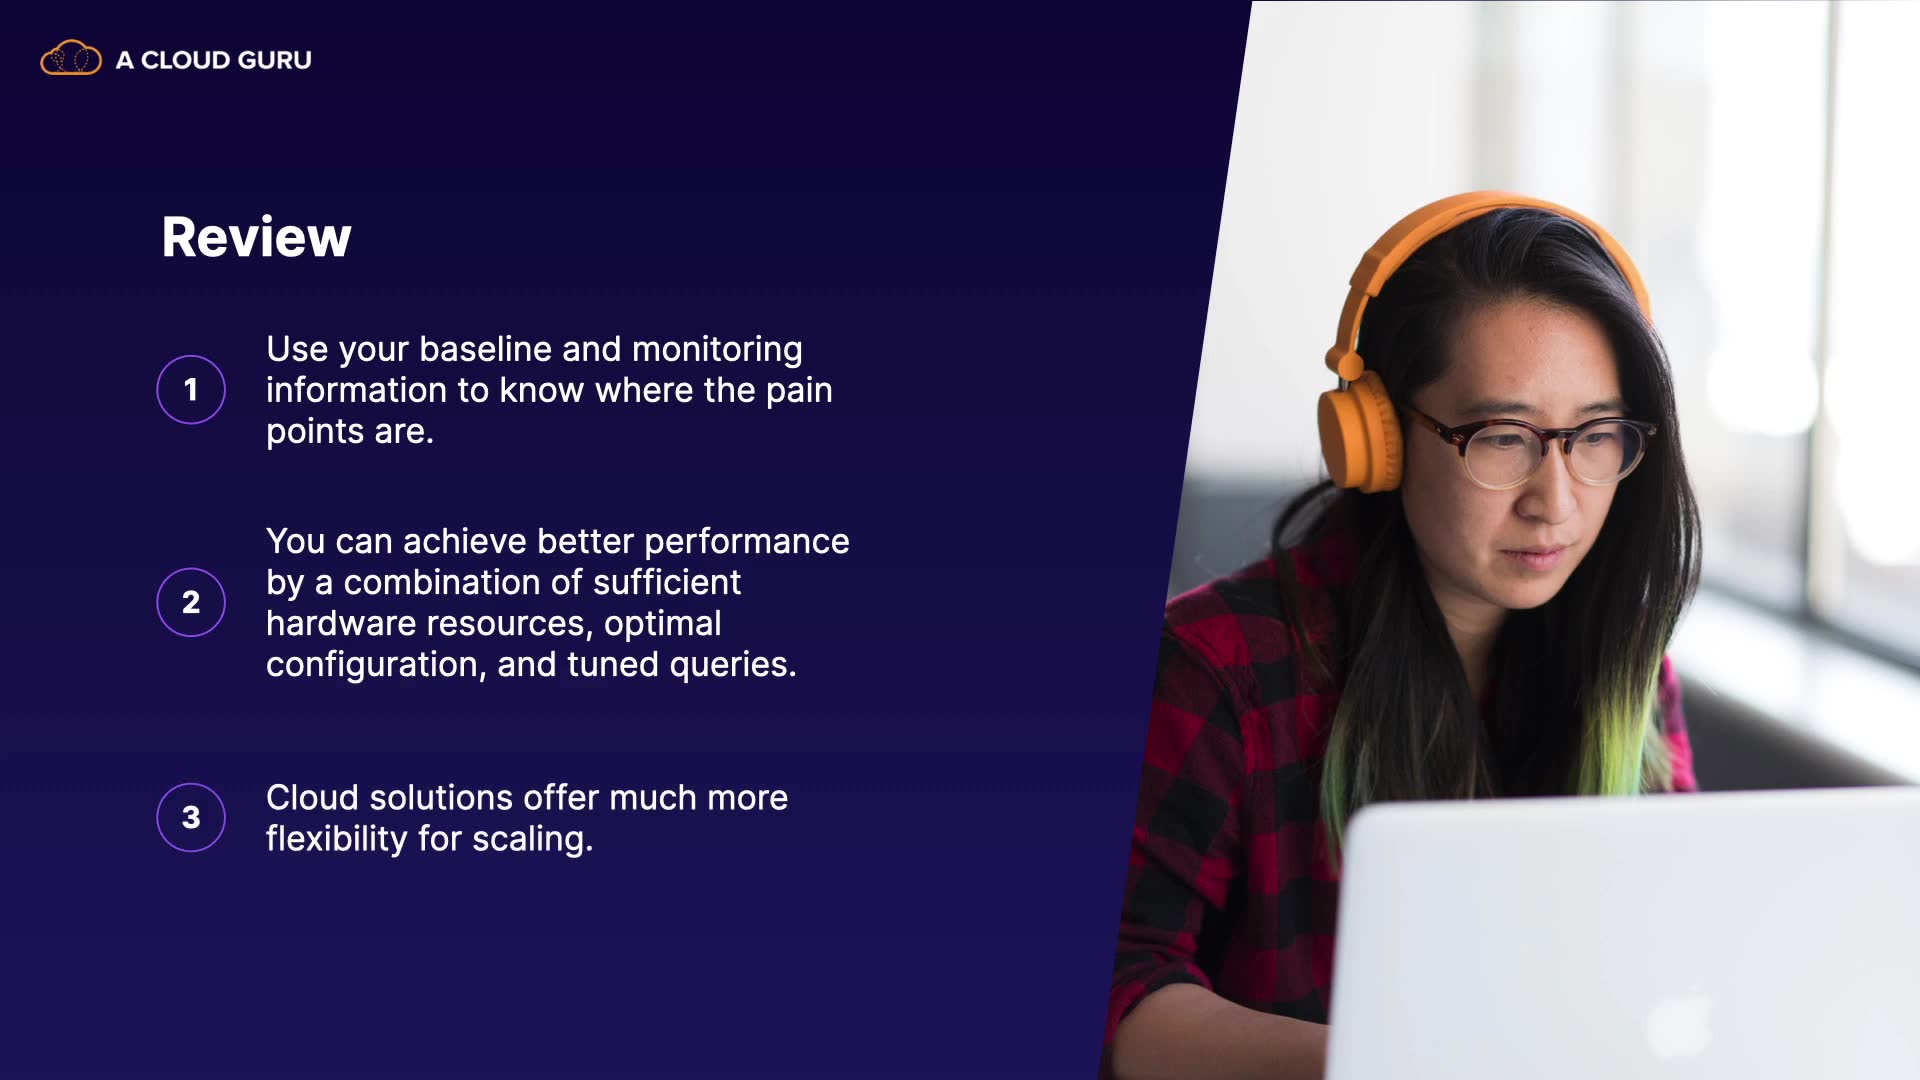 A CLOUD GURU
Review
1
Use your baseline and monitoring
information to know where the pain
points are.
2
You can achieve better performance
by a combination of sufficient
hardware resources, optimal
configuration, and tuned queries.
3
Cloud solutions offer much more
flexibility for scaling.